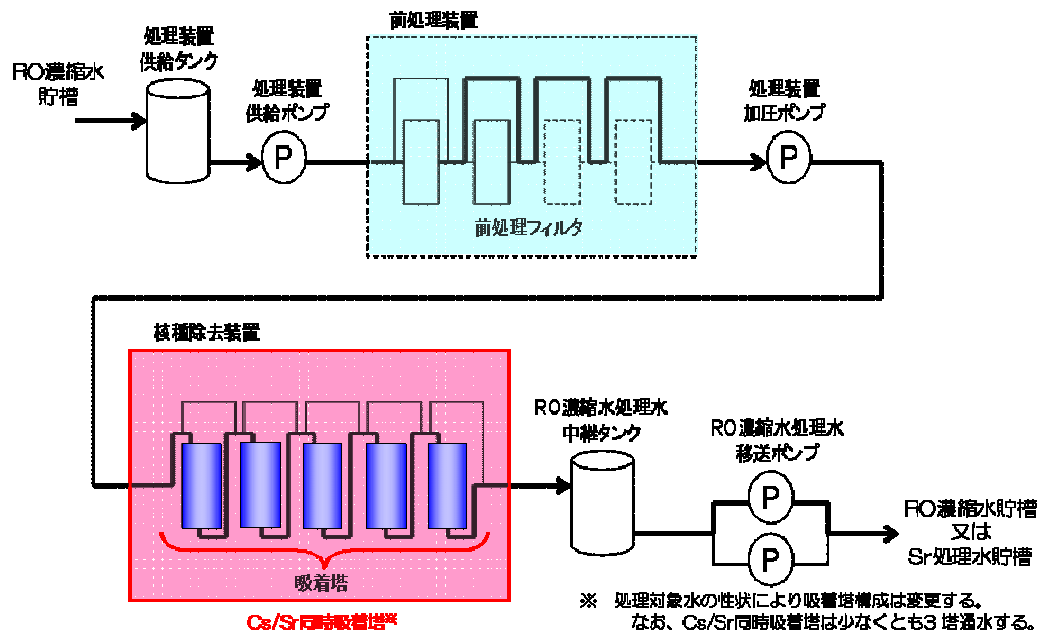 前処理装置
処理装置
供給タンク
RO濃縮水
貯槽
処理装置
供給ポンプ
P
前処理フィルタ
処理装置
加圧ポンプ
P
核種除去装置
吸着塔
Cs/Sr同時吸着塔※
RO濃縮水処理水
中継タンク
RO濃縮水処理水
移送ポンプ
P
P
RO濃縮水貯槽
又は
Sr処理水貯槽
※ 処理対象水の性状により吸着塔構成は変更する。
なお、Cs/Sr同時吸着塔は少なくとも3塔通水する。